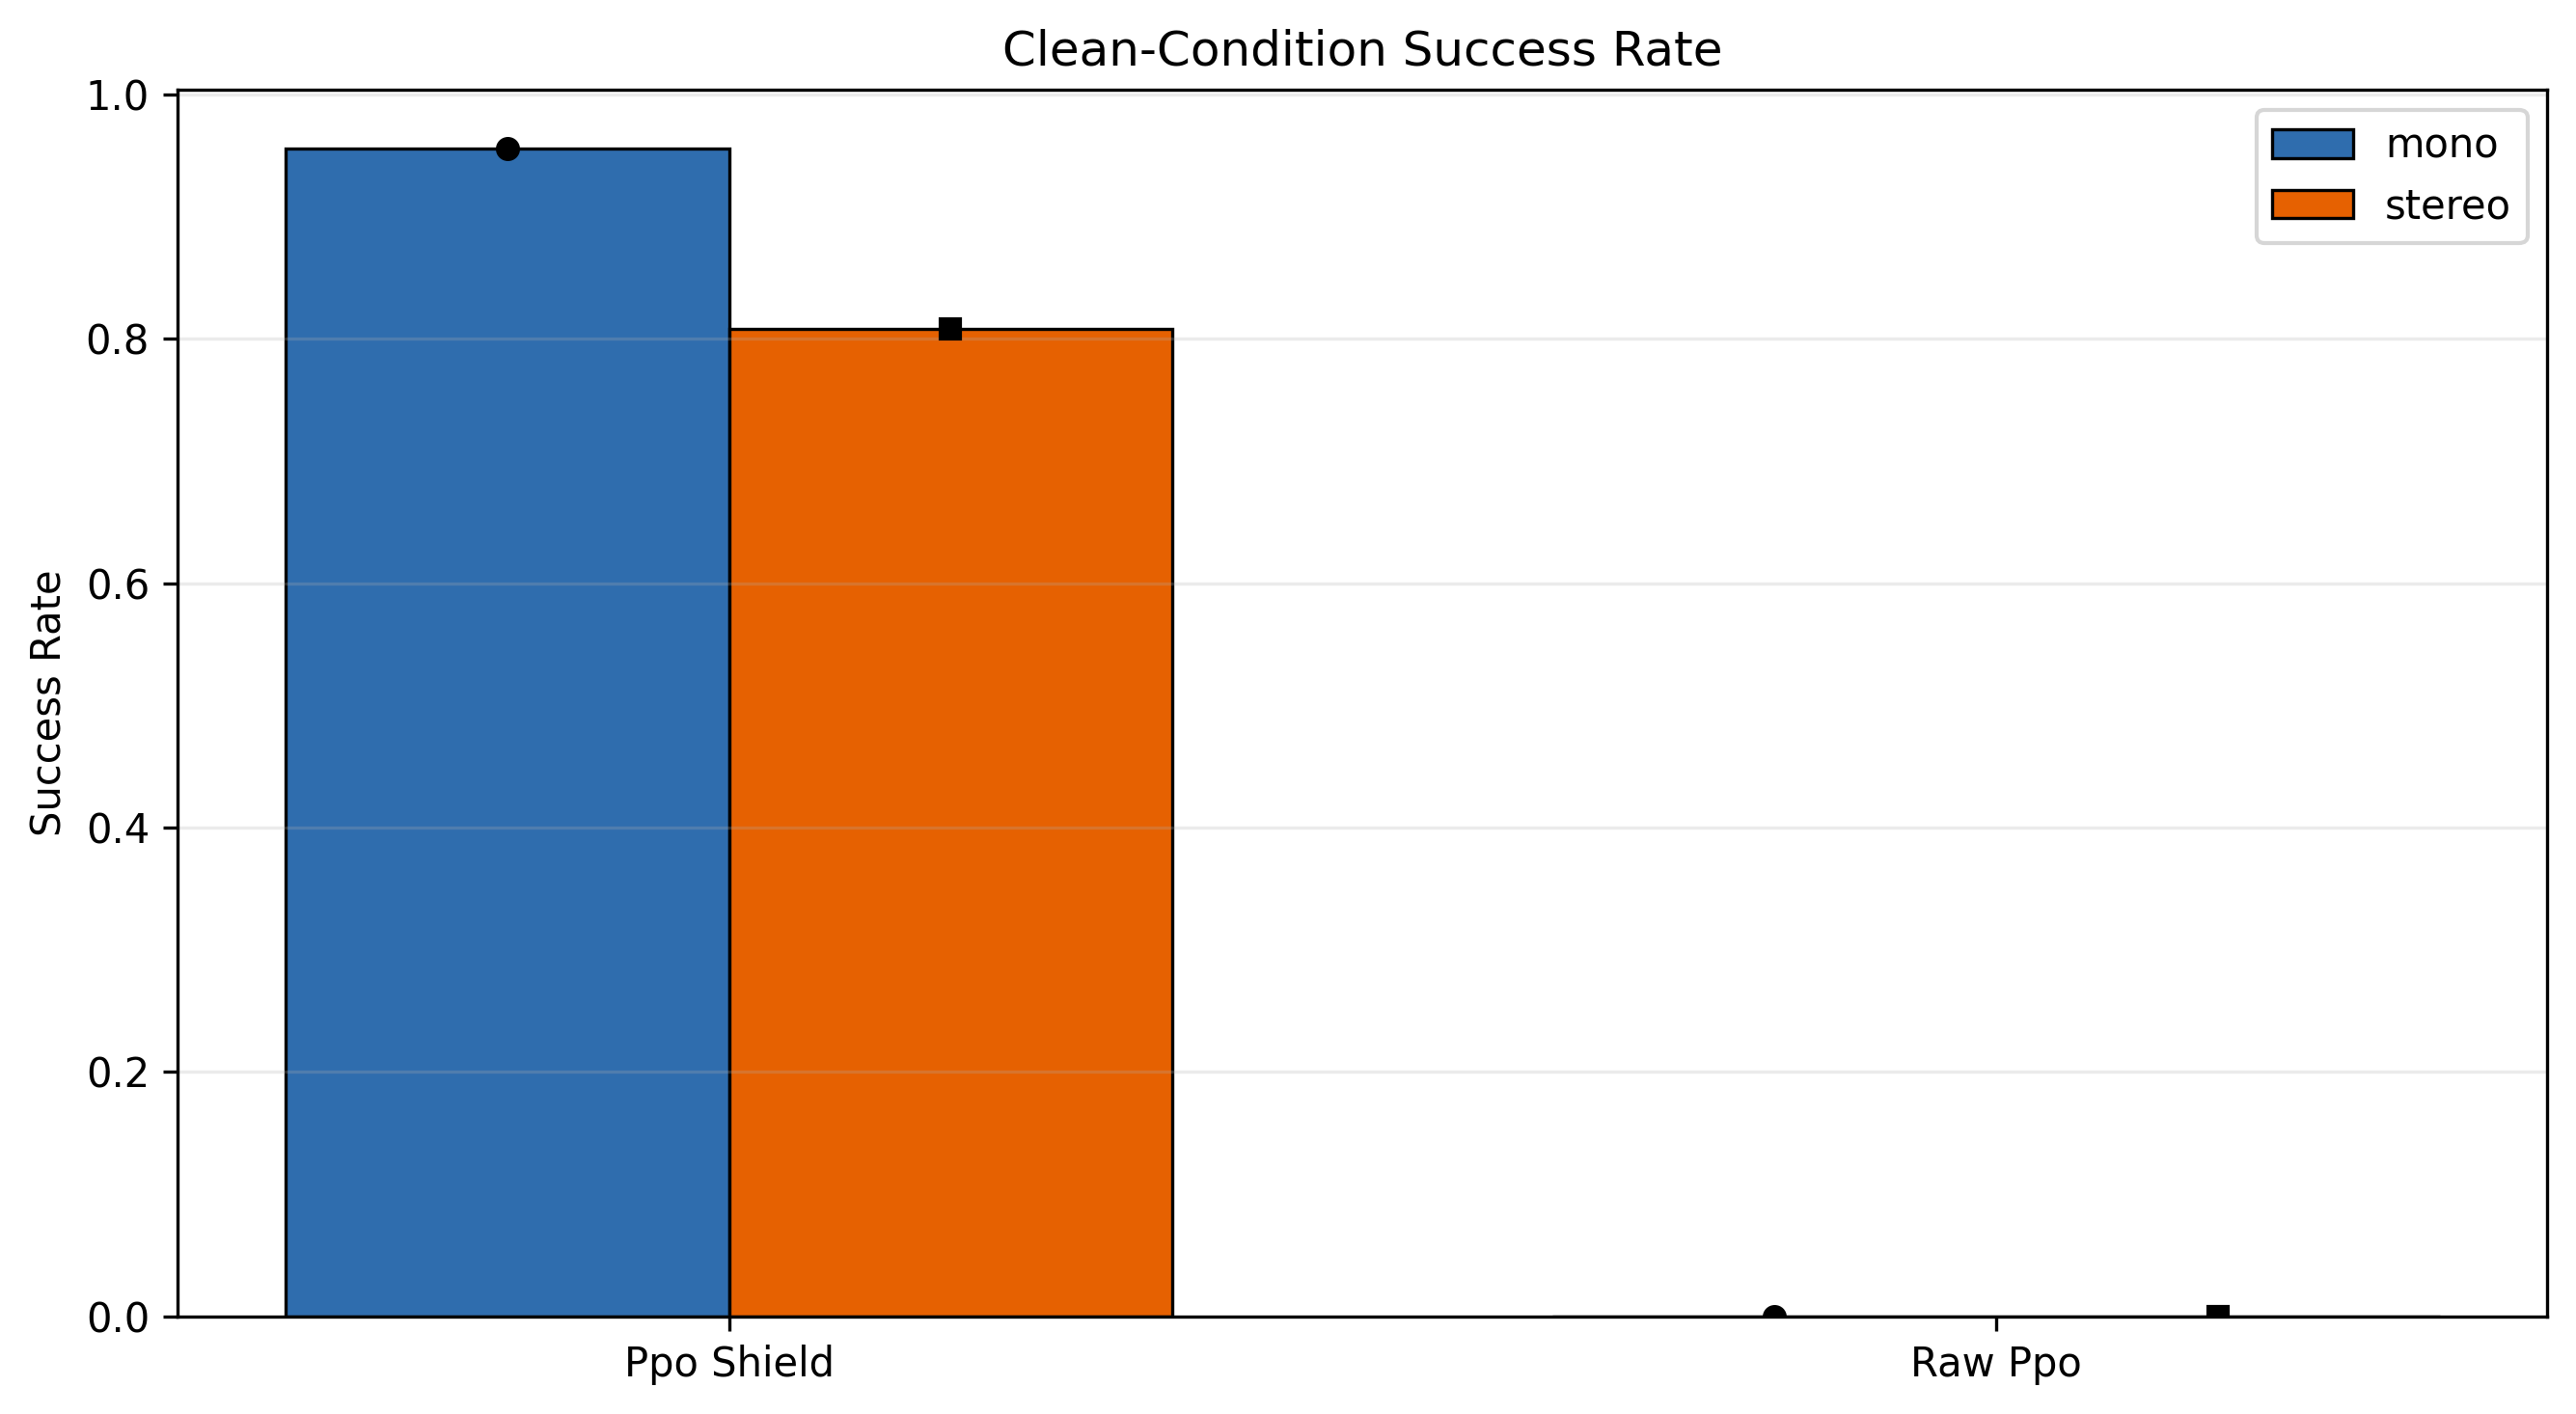 Clean-Condition Success Rate
mono
stereo
Success Rate
1.0
0.8
0.6
0.4
0.2
0.0
Ppo Shield
Raw Ppo